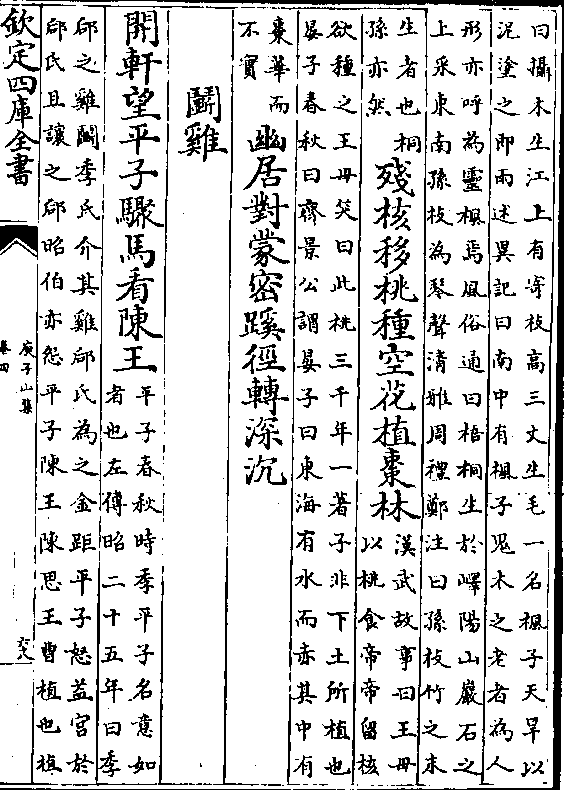 曰攝木生江上有寄枝高三丈生毛一名楓子天旱以
泥塗之即雨述異記曰南中有楓子鬼木之老者為人
形亦呼為靈楓焉風俗通曰梧桐生於嶧陽山巖石之
上采東南孫枝為琴聲清雅周禮鄭注曰孫枝竹之末
生者也桐
孫亦然
殘核移桃種空花植棗林
漢武故事曰王母
以桃食帝帝留核
欲種之王母笑曰此桃三千年一著子非下土所植也
晏子春秋曰齊景公謂晏子曰東海有水而赤其中有
棗華而
不實
幽居對蒙密蹊徑轉深沉
鬬雞
開軒望平子驟馬看陳王
平子春秋時季平子名意如
者也左傳昭二十五年曰季
郈之雞鬬季氏介其雞郈氏為之金距平子怒益宮於
郈氏且讓之郈昭伯亦怨平子陳王陳思王曹植也植
欽定四庫全書
庾子山集
卷四
六八